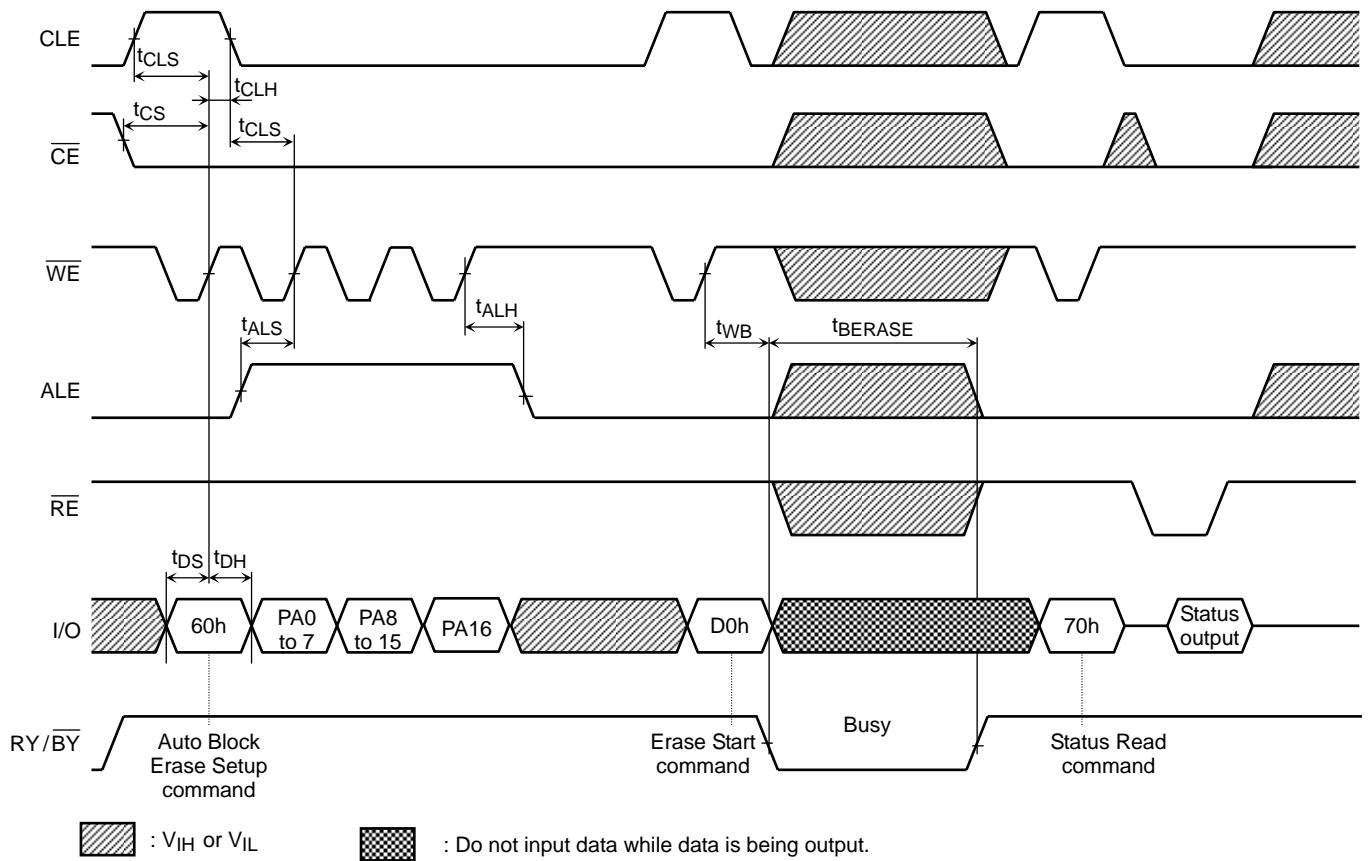 CLE
tCLS
tCLH
tCS
tCLS
CE
WE
tALS
tALH
tWB
tBERASE
ALE
RE
tDS
tDH
I/O
60h
PA0
to 7
PA8
to 15
PA16
D0h
70h
Status
output
RY/BY
Busy
Auto Block
Erase Setup
command
Erase Start
command
Status Read
command
: VIH or VIL
: Do not input data while data is being output.